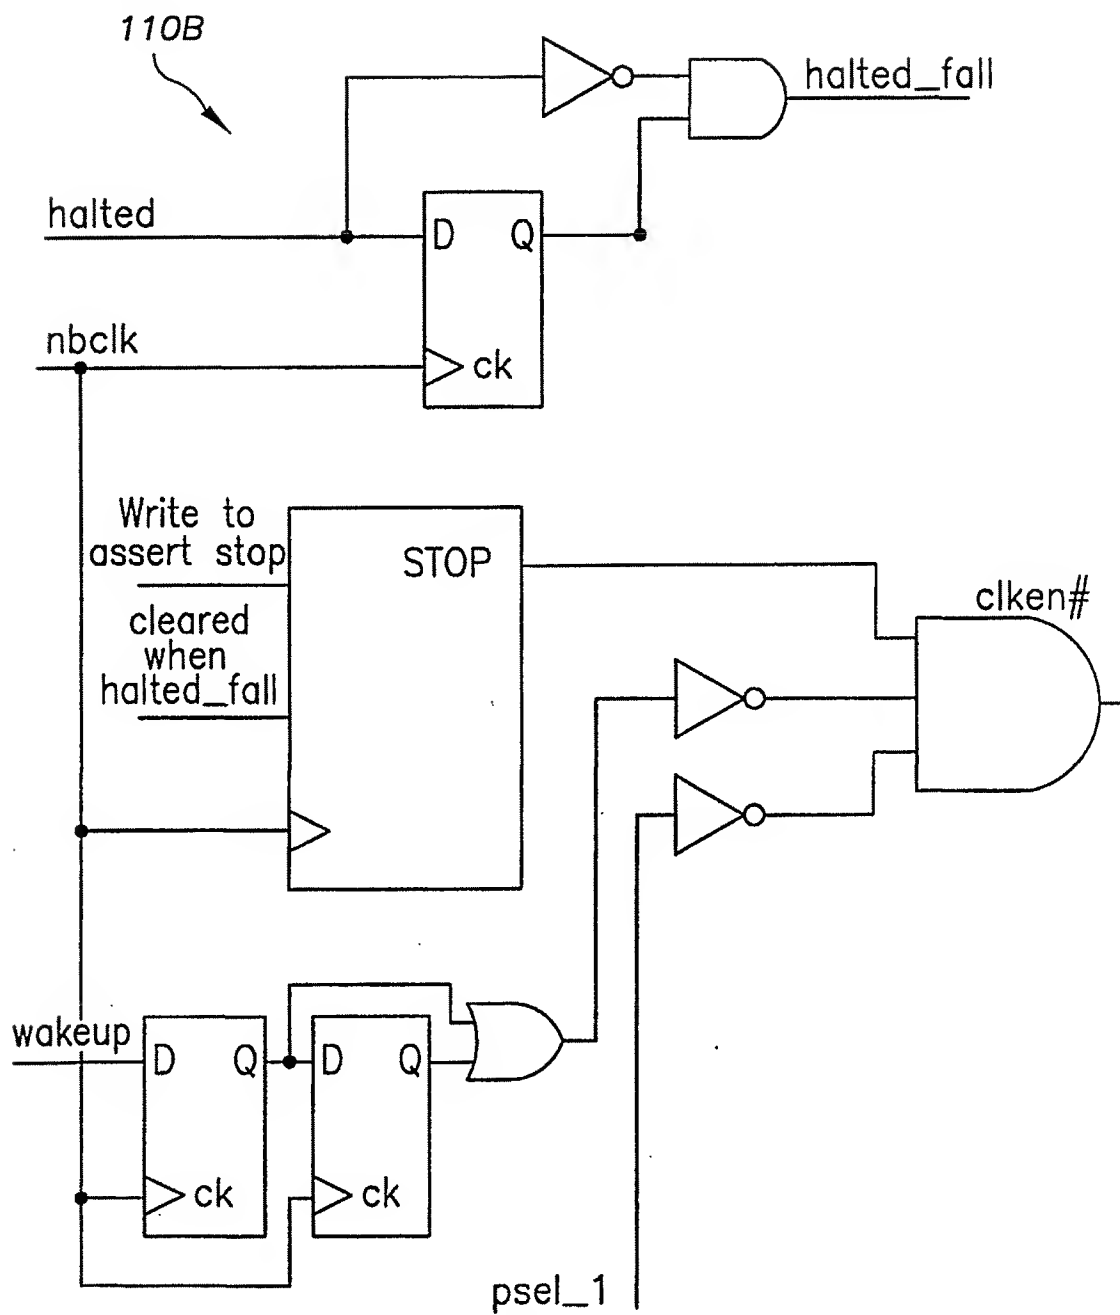 110B
halted_fall
halted
D Q
nbclk
ck
Write to
assert stop
STOP
cleared
when
halted_fall
clken#
wakeup
D Q D Q
ck ck
psel_1